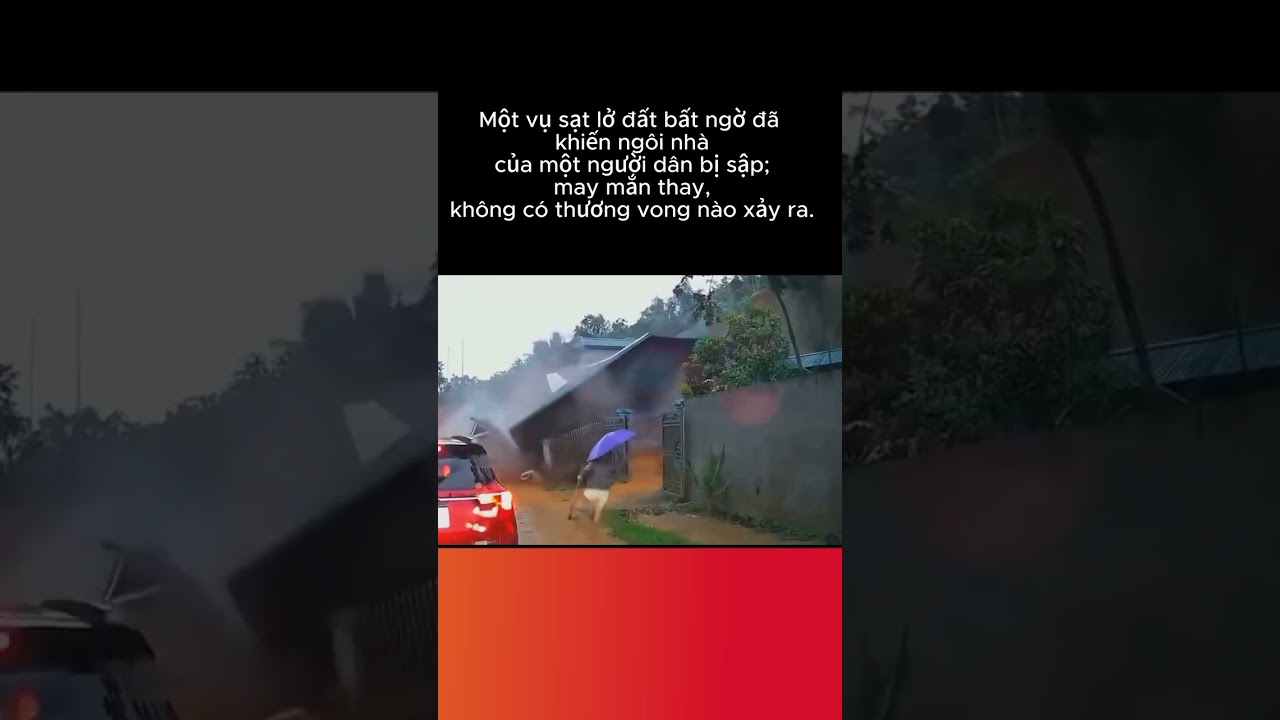 Một vụ sạt lở đất bất ngờ đã
khiến ngôi nhà
của một người dân bị sập;
may mắn thay,
không có thương vong nào xảy ra.